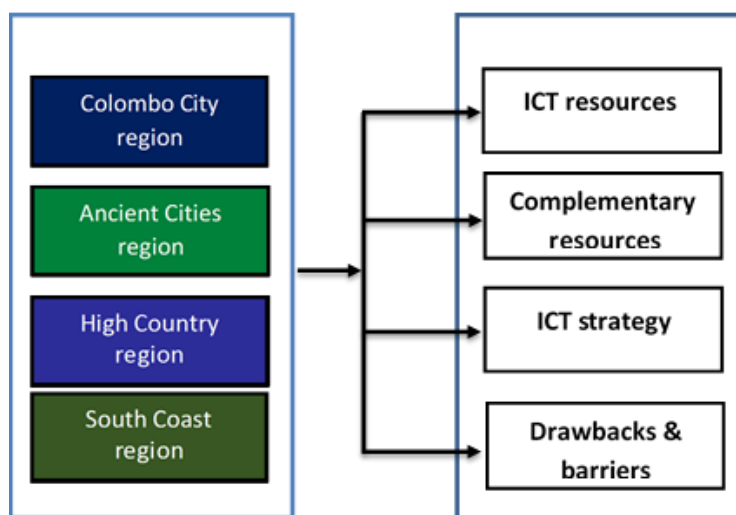 Colombo City
region
Ancient Cities
region
High Country
region
South Coast
region
ICT resources
Complementary
resources
ICT strategy
Drawbacks &
barriers